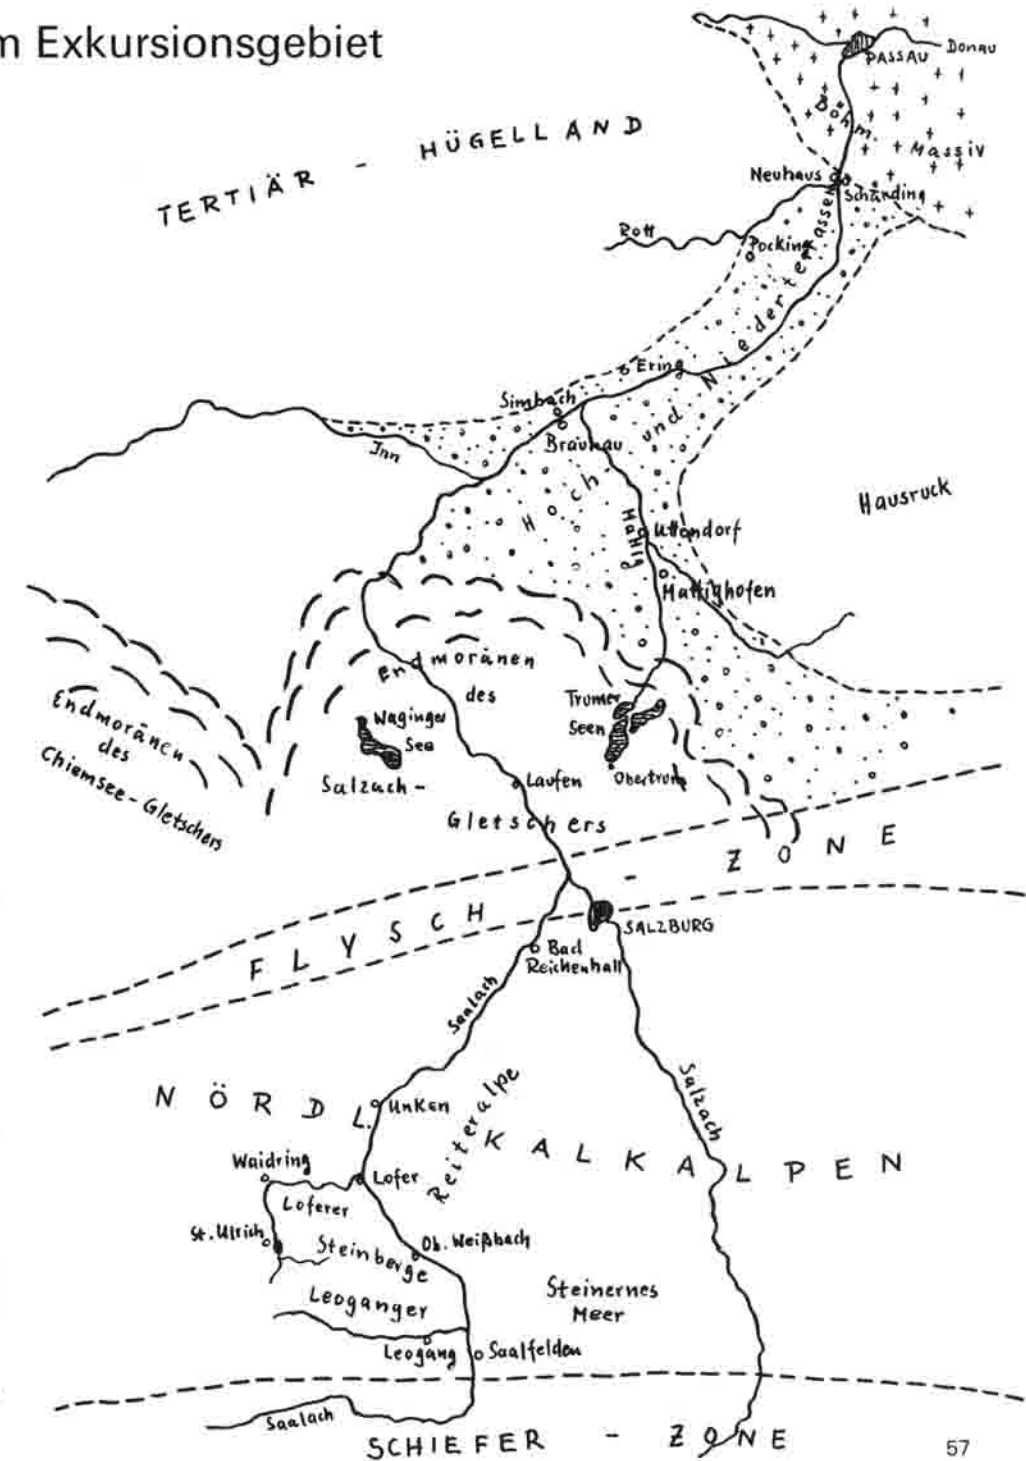 m Exkursionsgebiet
Donau
PASSAU
Böhm.
Massiv
TERTIÄR - HÜGELLAND
Neuhaus
Schärding
Rott
Pocking
Ering
Simbach
Braunau
Inn
Hoch und Niederterrassen
Hausruck
Mattig
Uttendorf
Mattighofen
Endmoränen
des
Salzach -
Gletschers
Waginger
See
Trumer
Seen
Obertrum
Laufen
Endmoränen
des
Chiemsee-Gletschers
FLYSCH - ZONE
SALZBURG
Bad
Reichenhall
Saalach
Salzach
NÖRDL. KALKALPEN
Unken
Reiteralpe
Waidring
Lofer
Loferer
St. Ulrich
Steinberge
Ob. Weißbach
Leoganger
Steinernes
Meer
Leogang
Saalfelden
Saalach
SCHIEFER - ZONE
57